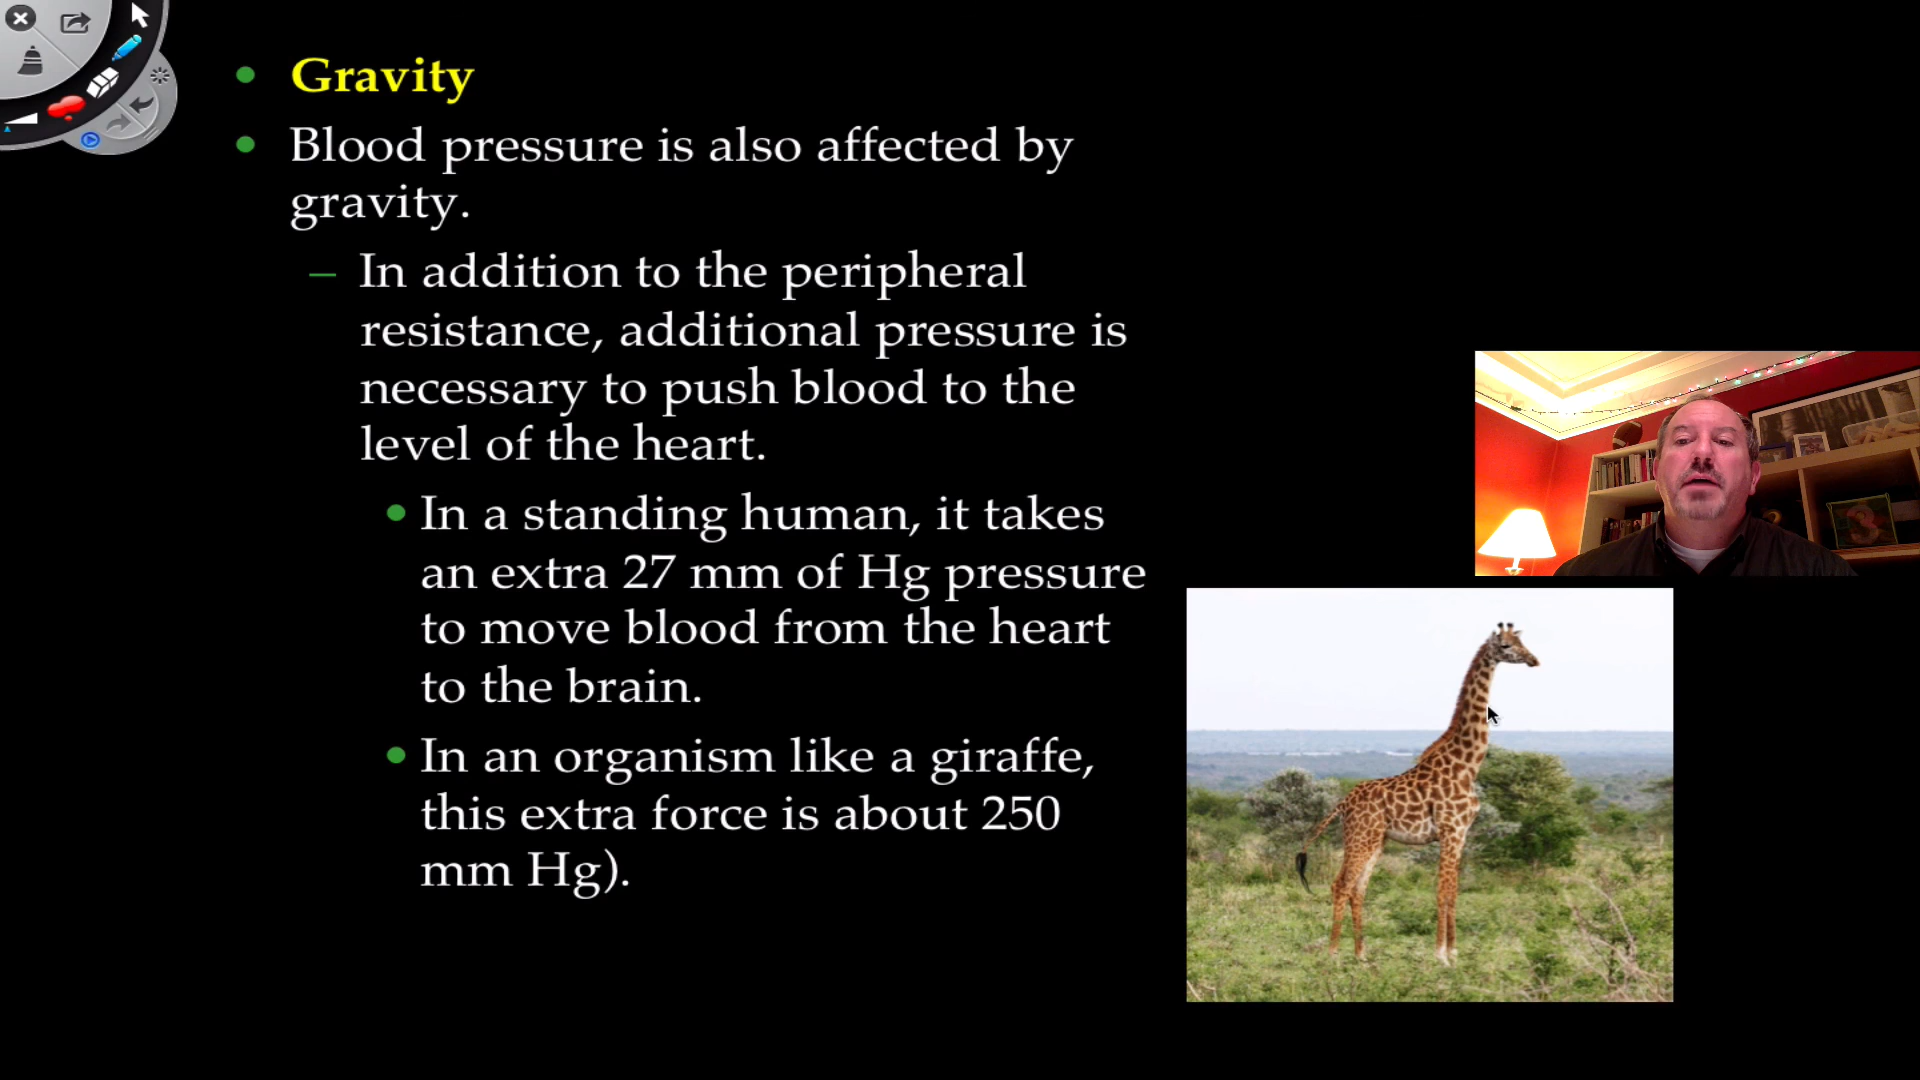 Gravity
Blood pressure is also affected by
gravity.
In addition to the peripheral
resistance, additional pressure is
necessary to push blood to the
level of the heart.
In a standing human, it takes
an extra 27 mm of Hg pressure
to move blood from the heart
to the brain.
In an organism like a giraffe,
this extra force is about 250
mm Hg).